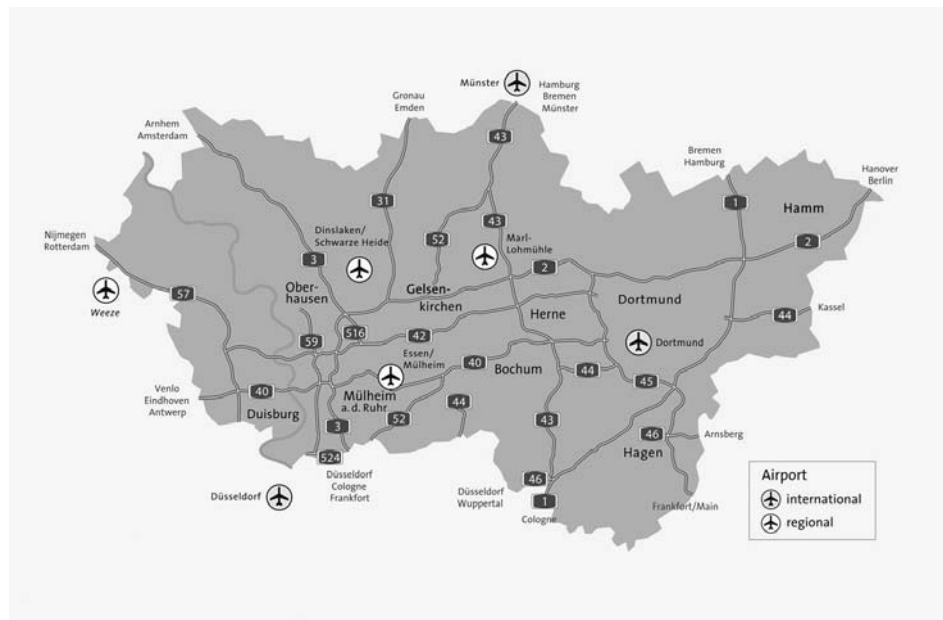 Münster
Hamburg
Bremen
Münster
Gronau
Emden
43
Arnhem
Amsterdam
Bremen
Hamburg
Hanover
Berlin
31
1
Hamm
43
Dinslaken/
Schwarze Heide
52
Marl-
Lohmühle
2
Nijmegen
Rotterdam
3
2
Weeze
57
Ober-
hausen
Gelsen-
kirchen
Dortmund
Herne
44
Kassel
516
42
59
Dortmund
Essen/
Mülheim
40
Bochum
44
45
Venlo
Eindhoven
Antwerp
40
Mülheim
a.d. Ruhr
44
Duisburg
52
43
3
46
Arnsberg
Hagen
524
Düsseldorf
Cologne
Frankfort
46
Düsseldorf
Düsseldorf
Wuppertal
1
Cologne
Frankfort/Main
Airport
international
regional